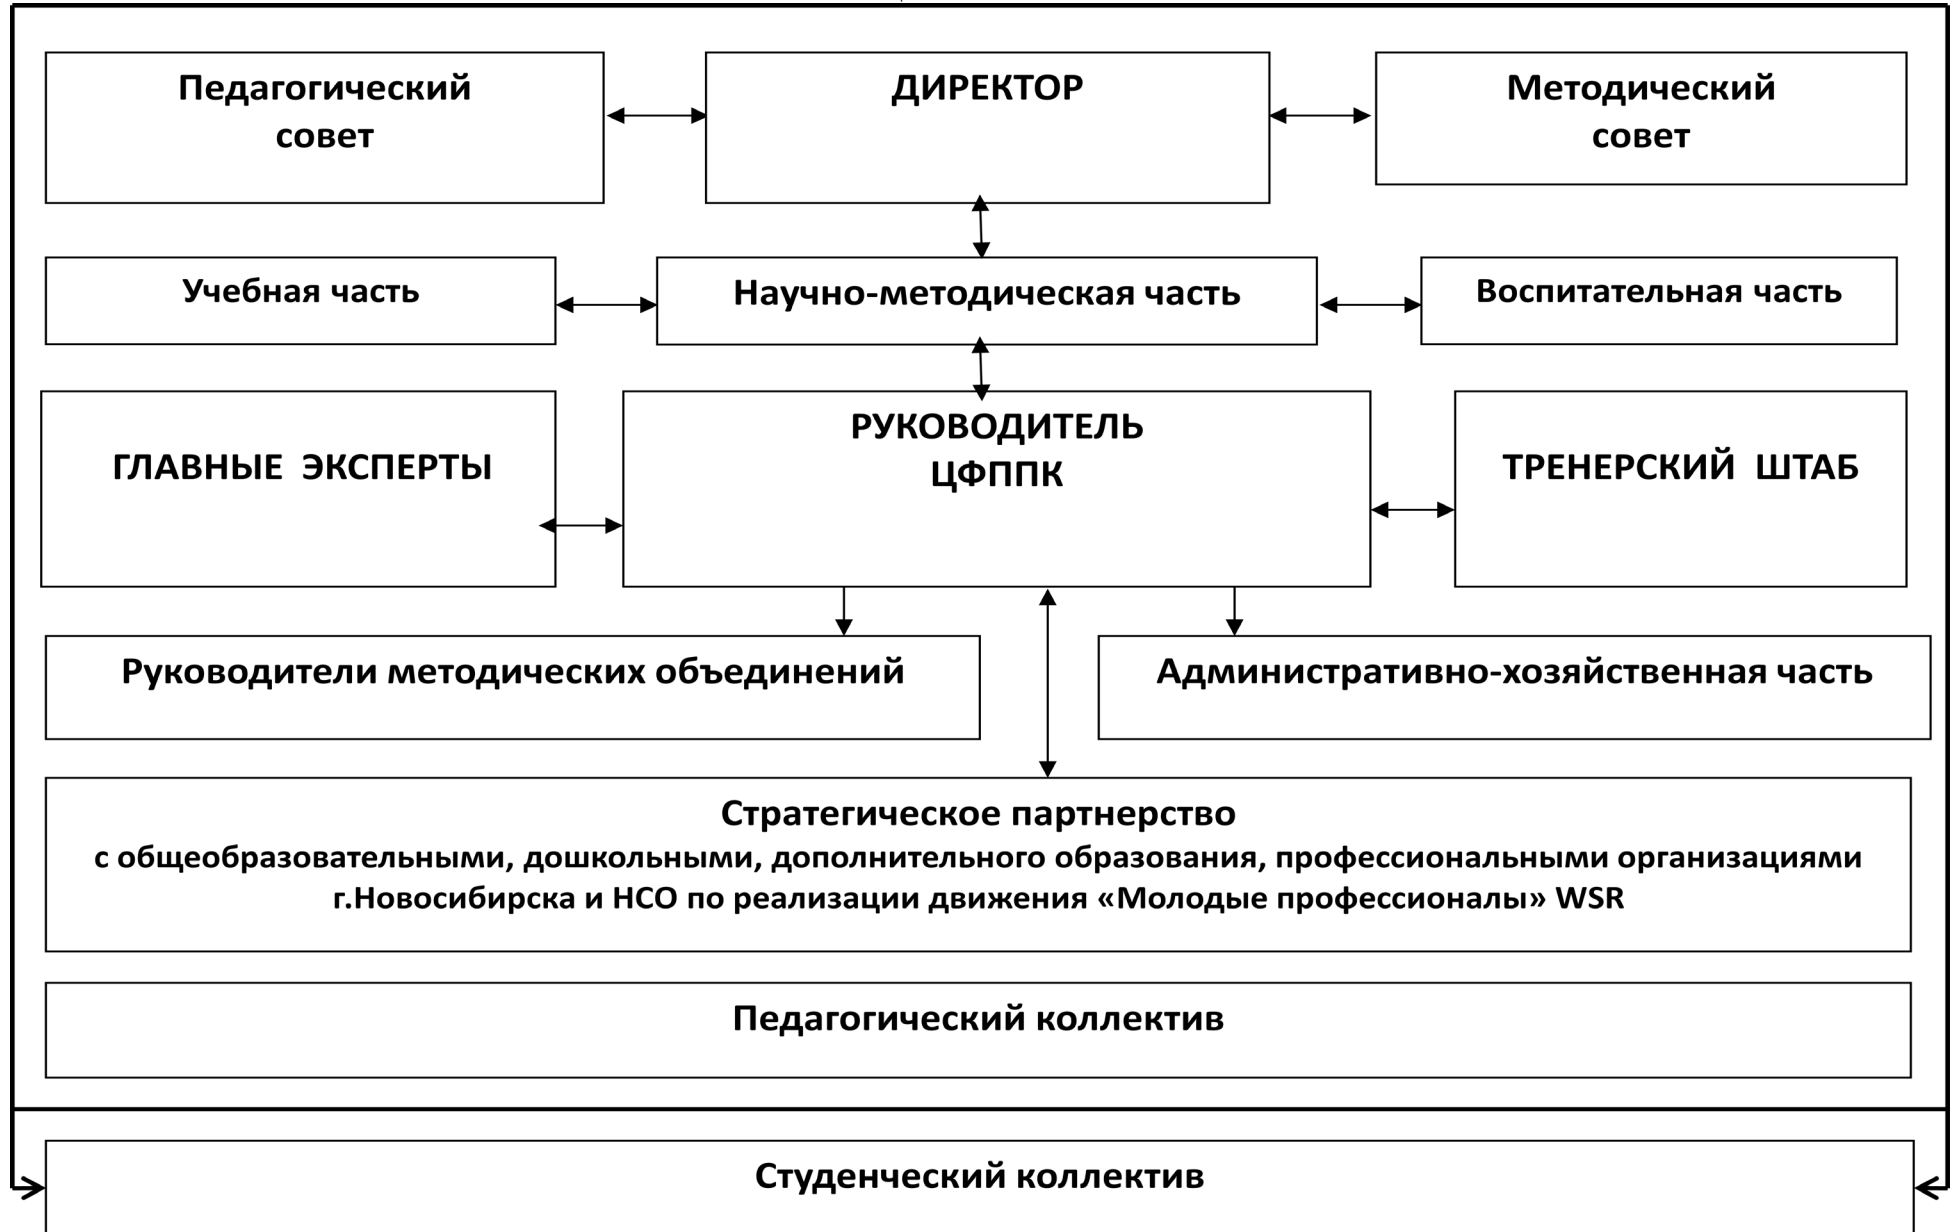 Педагогический
совет
ДИРЕКТОР
Методический
совет
Учебная часть
Научно-методическая часть
Воспитательная часть
ГЛАВНЫЕ ЭКСПЕРТЫ
РУКОВОДИТЕЛЬ
ЦФППК
ТРЕНЕРСКИЙ ШТАБ
Руководители методических объединений
Административно-хозяйственная часть
Стратегическое партнерство
с общеобразовательными, дошкольными, дополнительного образования, профессиональными организациями
г.Новосибирска и НСО по реализации движения «Молодые профессионалы» WSR
Педагогический коллектив
Студенческий коллектив